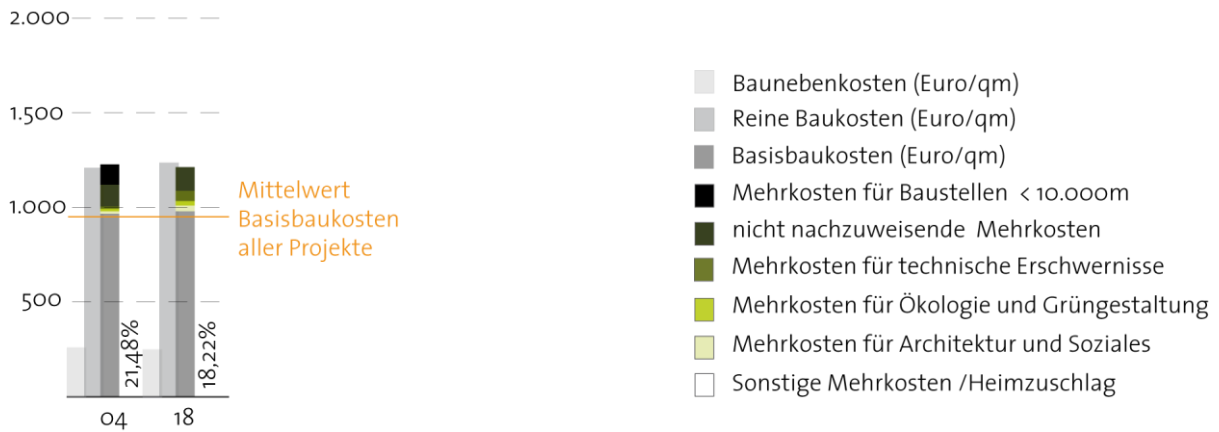 2.000
1.500
1.000
500
Mittelwert
Basisbaukosten
aller Projekte
21,48%
18,22%
04
18
Baunebenkosten (Euro/qm)
Reine Baukosten (Euro/qm)
Basisbaukosten (Euro/qm)
Mehrkosten für Baustellen < 10.000m
nicht nachzuweisende Mehrkosten
Mehrkosten für technische Erschwernisse
Mehrkosten für Ökologie und Grüngestaltung
Mehrkosten für Architektur und Soziales
Sonstige Mehrkosten /Heimzuschlag